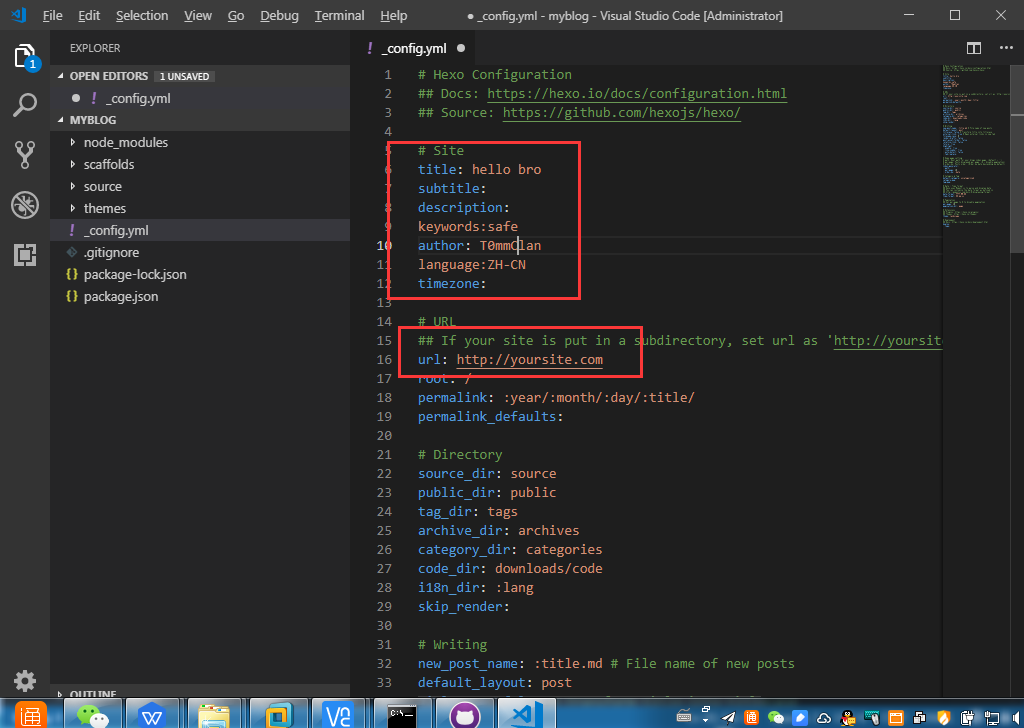 File Edit Selection View Go Debug Terminal Help
● _config.yml - myblog - Visual Studio Code [Administrator]
EXPLORER
OPEN EDITORS 1 UNSAVED
! _config.yml
MYBLOG
node_modules
scaffolds
source
themes
! _config.yml
.gitignore
{} package-lock.json
{} package.json
OUTLINE
1
! _config.yml ●
1 # Hexo Configuration
2 ## Docs: https://hexo.io/docs/configuration.html
3 ## Source: https://github.com/hexojs/hexo/
4
5 # Site
6 title: hello bro
7 subtitle:
8 description:
9 keywords:safe
10 author: T0mmClan
11 language:ZH-CN
12 timezone:
13
14 # URL
15 ## If your site is put in a subdirectory, set url as 'http://yoursit
16 url: http://yoursite.com
17 root: /
18 permalink: :year/:month/:day/:title/
19 permalink_defaults:
20
21 # Directory
22 source_dir: source
23 public_dir: public
24 tag_dir: tags
25 archive_dir: archives
26 category_dir: categories
27 code_dir: downloads/code
28 i18n_dir: :lang
29 skip_render:
30
31 # Writing
32 new_post_name: :title.md # File name of new posts
33 default_layout: post